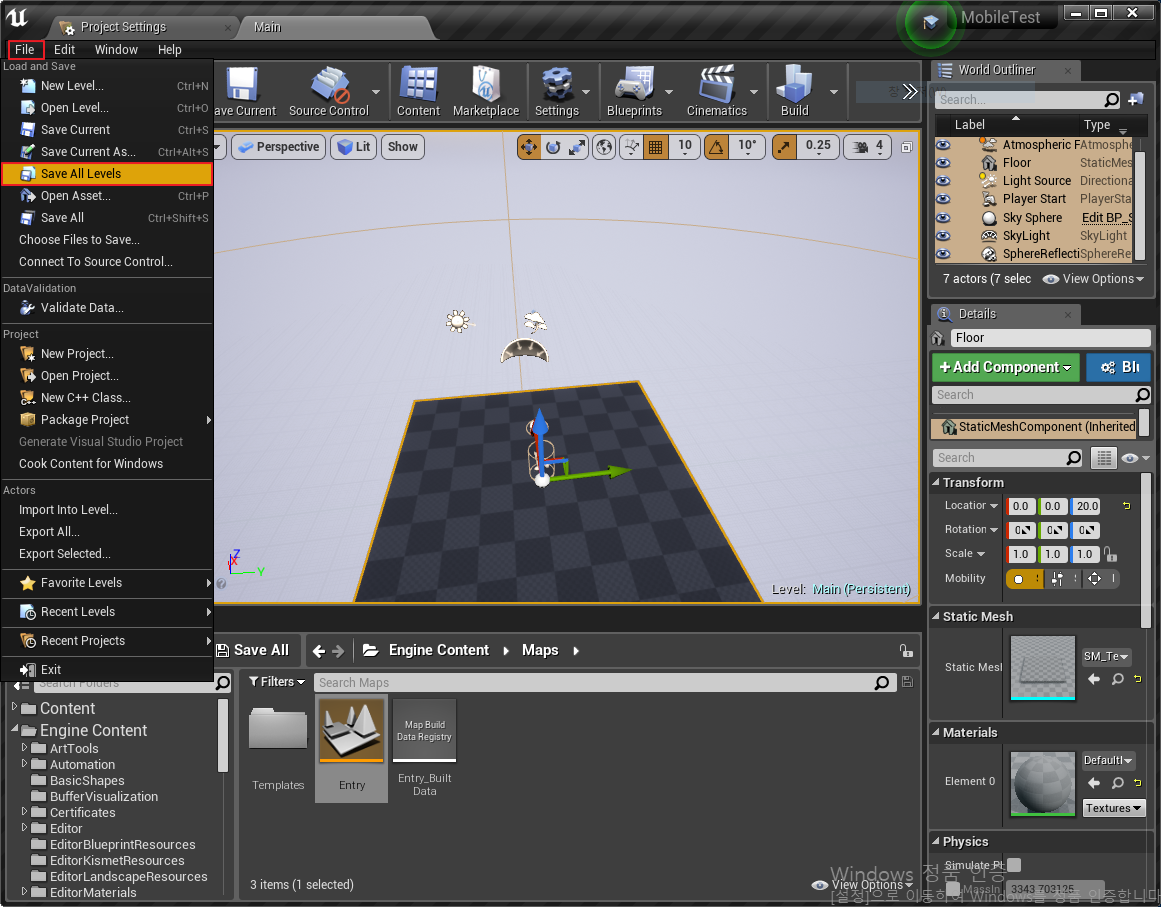 Project Settings
Main
MobileTest
File Edit Window Help
Load and Save
New Level... Ctrl+N
Open Level... Ctrl+O
Save Current Ctrl+S
Save Current As... Ctrl+Alt+S
Save All Levels
Open Asset... Ctrl+P
Save All Ctrl+Shift+S
Choose Files to Save...
Connect To Source Control...
DataValidation
Validate Data...
Project
New Project...
Open Project...
New C++ Class...
Package Project
Generate Visual Studio Project
Cook Content for Windows
Actors
Import Into Level...
Export All...
Export Selected...
Favorite Levels
Recent Levels
Recent Projects
Exit
ave Current
Source Control
Content
Marketplace
Settings
Blueprints
Cinematics
Build
Perspective
Lit
Show
10
10°
0.25
4
Z
X
Y
Level: Main (Persistent)
World Outliner
Search...
Label Type
Atmospheric F Atmosphe
Floor StaticMes
Light Source Directiona
Player Start PlayerSta
Sky Sphere Edit BP_S
SkyLight SkyLight
SphereReflecti SphereRef
7 actors (7 selec View Options
Details
Floor
Add Component
Blu
Search
StaticMeshComponent (Inherited
Search
Transform
Location 0.0 0.0 20.0
Rotation 0 0 0
Scale 1.0 1.0 1.0
Mobility
Static Mesh
Static Mesl SM_Te
Materials
Element 0 DefaultI
Textures
Physics
Simulate Pl
MassIn 3343.703125
Save All
Engine Content Maps
Search Folders
Content
Engine Content
ArtTools
Automation
BasicShapes
BufferVisualization
Certificates
Editor
EditorBlueprintResources
EditorKismetResources
EditorLandscapeResources
EditorMaterials
Filters
Search Maps
Templates
Entry
Map Build
Data Registry
Entry_Built
Data
3 items (1 selected)
View Options
Windows 정품 인증
[설정]으로 이동하여 Windows를 정품 인증합니다